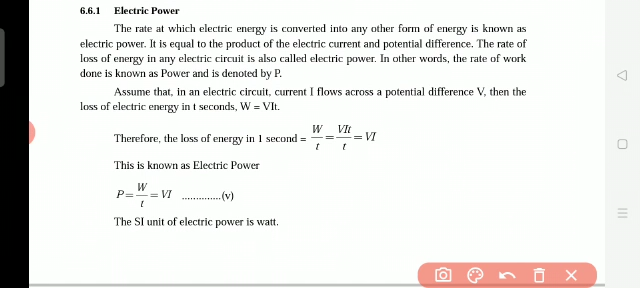 6.6.1 Electric Power
The rate at which electric energy is converted into any other form of energy is known as
electric power. It is equal to the product of the electric current and potential difference. The rate of
loss of energy in any electric circuit is also called electric power. In other words, the rate of work
done is known as Power and is denoted by P.
Assume that, in an electric circuit, current I flows across a potential difference V, then the
loss of electric energy in t seconds, W = VIt.
Therefore, the loss of energy in 1 second = W/t = VIt/t = VI
This is known as Electric Power
P = W/t = VI ..............(v)
The SI unit of electric power is watt.